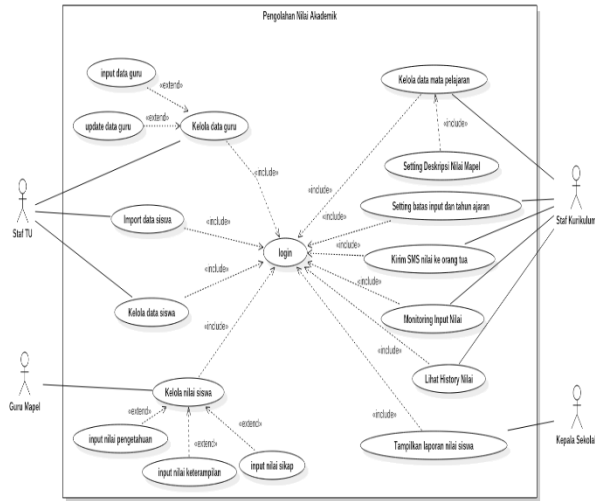 Pengolahan Nilai Akademik
input data guru
«extend»
Kelola data mata pelajaran
«extend»
update data guru
Kelola data guru
«include»
«include»
Setting Deskripsi Nilai Mapel
«include»
Staf TU
Import data siswa
«include»
Setting batas input dan tahun ajaran
«include»
Staf Kurikulum
login
«include»
Kirim SMS nilai ke orang tua
«include»
«include»
Kelola data siswa
Monitoring Input Nilai
«include»
«include»
Guru Mapel
Kelola nilai siswa
Lihat History Nilai
«extend»
«extend»
«include»
input nilai pengetahuan
«extend»
Tampilkan laporan nilai siswa
Kepala Sekolah
input nilai keterampilan
input nilai sikap